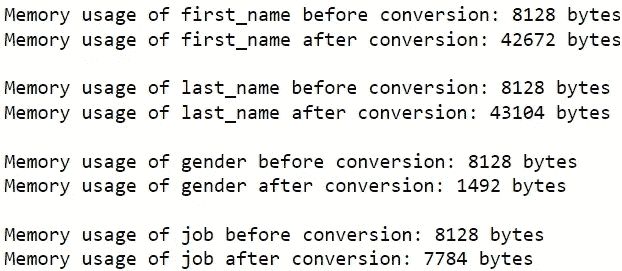 Memory usage of first_name before conversion: 8128 bytes
Memory usage of first_name after conversion: 42672 bytes
Memory usage of last_name before conversion: 8128 bytes
Memory usage of last_name after conversion: 43104 bytes
Memory usage of gender before conversion: 8128 bytes
Memory usage of gender after conversion: 1492 bytes
Memory usage of job before conversion: 8128 bytes
Memory usage of job after conversion: 7784 bytes